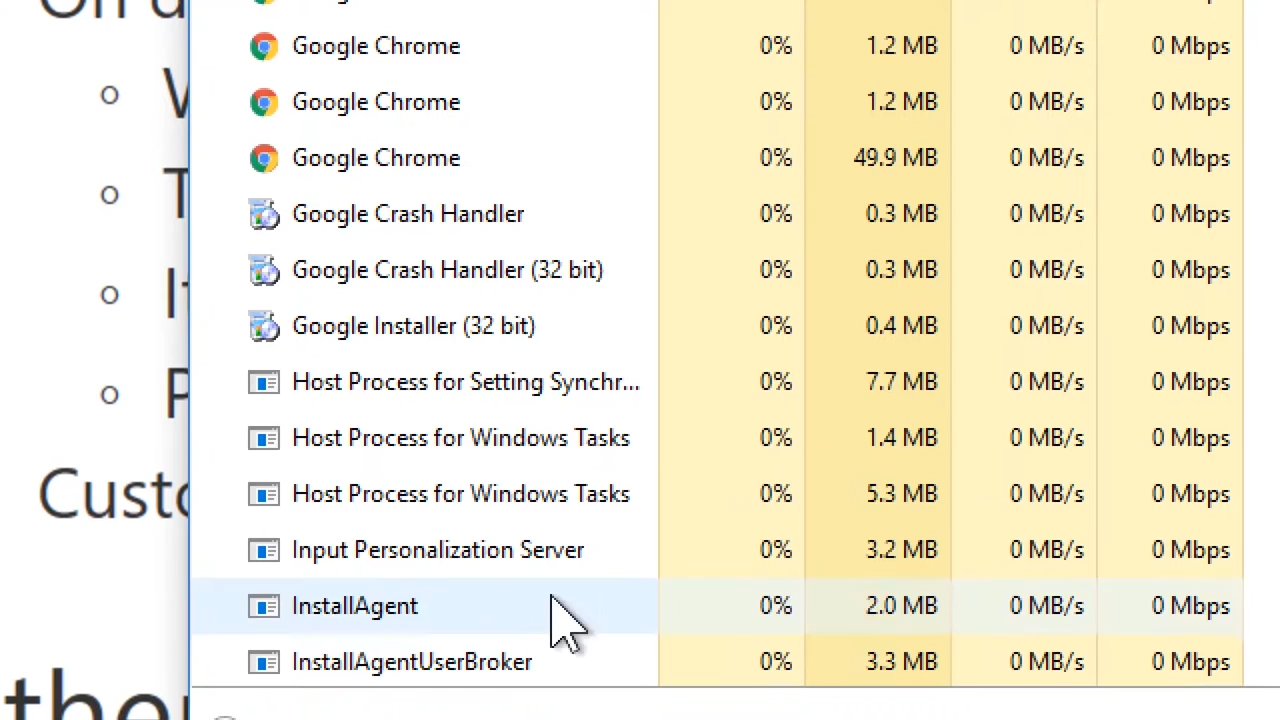 Google Chrome 0% 1.2 MB 0 MB/s 0 Mbps
Google Chrome 0% 1.2 MB 0 MB/s 0 Mbps
Google Chrome 0% 49.9 MB 0 MB/s 0 Mbps
Google Crash Handler 0% 0.3 MB 0 MB/s 0 Mbps
Google Crash Handler (32 bit) 0% 0.3 MB 0 MB/s 0 Mbps
Google Installer (32 bit) 0% 0.4 MB 0 MB/s 0 Mbps
Host Process for Setting Synchr... 0% 7.7 MB 0 MB/s 0 Mbps
Host Process for Windows Tasks 0% 1.4 MB 0 MB/s 0 Mbps
Host Process for Windows Tasks 0% 5.3 MB 0 MB/s 0 Mbps
Input Personalization Server 0% 3.2 MB 0 MB/s 0 Mbps
InstallAgent 0% 2.0 MB 0 MB/s 0 Mbps
InstallAgentUserBroker 0% 3.3 MB 0 MB/s 0 Mbps